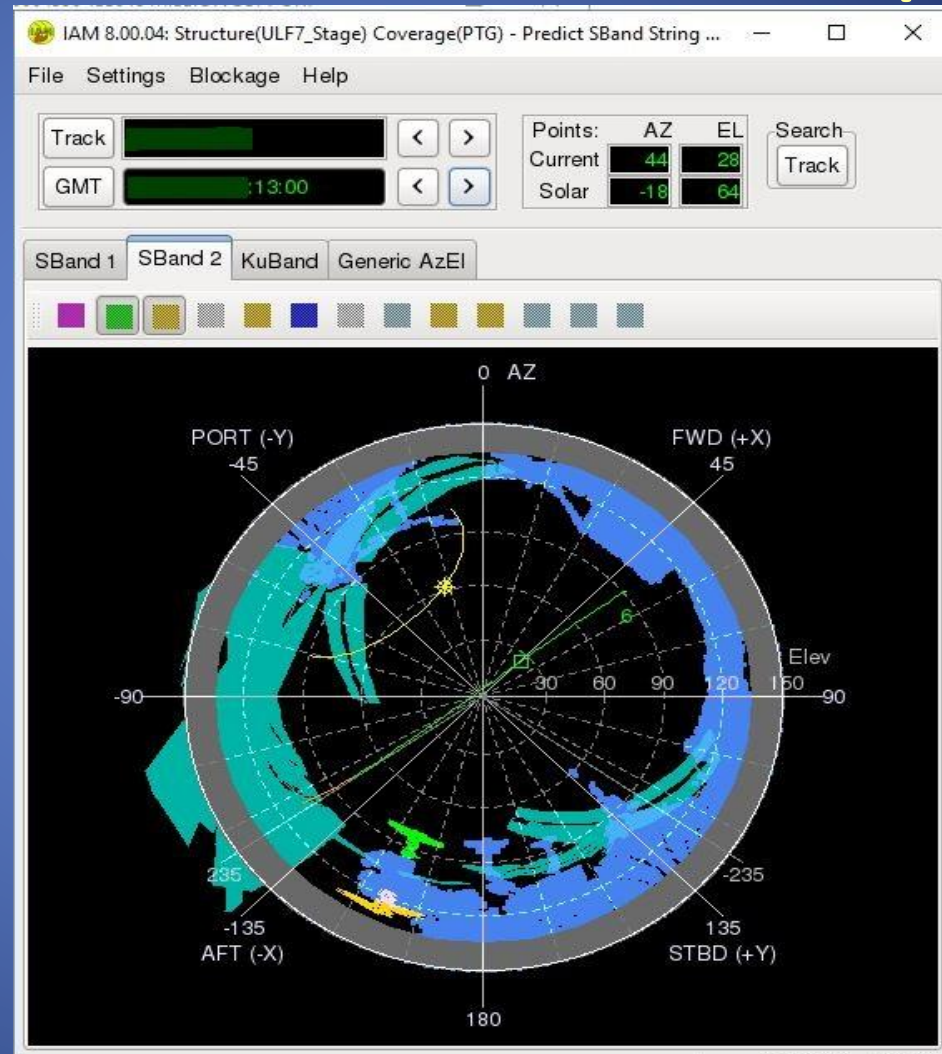 IAM 8.00.04: Structure(ULF7_Stage) Coverage(PTG) - Predict SBand String ...
File Settings Blockage Help
Track
GMT :13:00
< >
< >
Points: AZ EL
Current 44 28
Solar -18 64
Search
Track
SBand 1 SBand 2 KuBand Generic AzEl
0 AZ
PORT (-Y)
-45
FWD (+X)
45
6
Elev
-90
30 60 90 120 150
90
235
-235
-135
AFT (-X)
135
STBD (+Y)
180